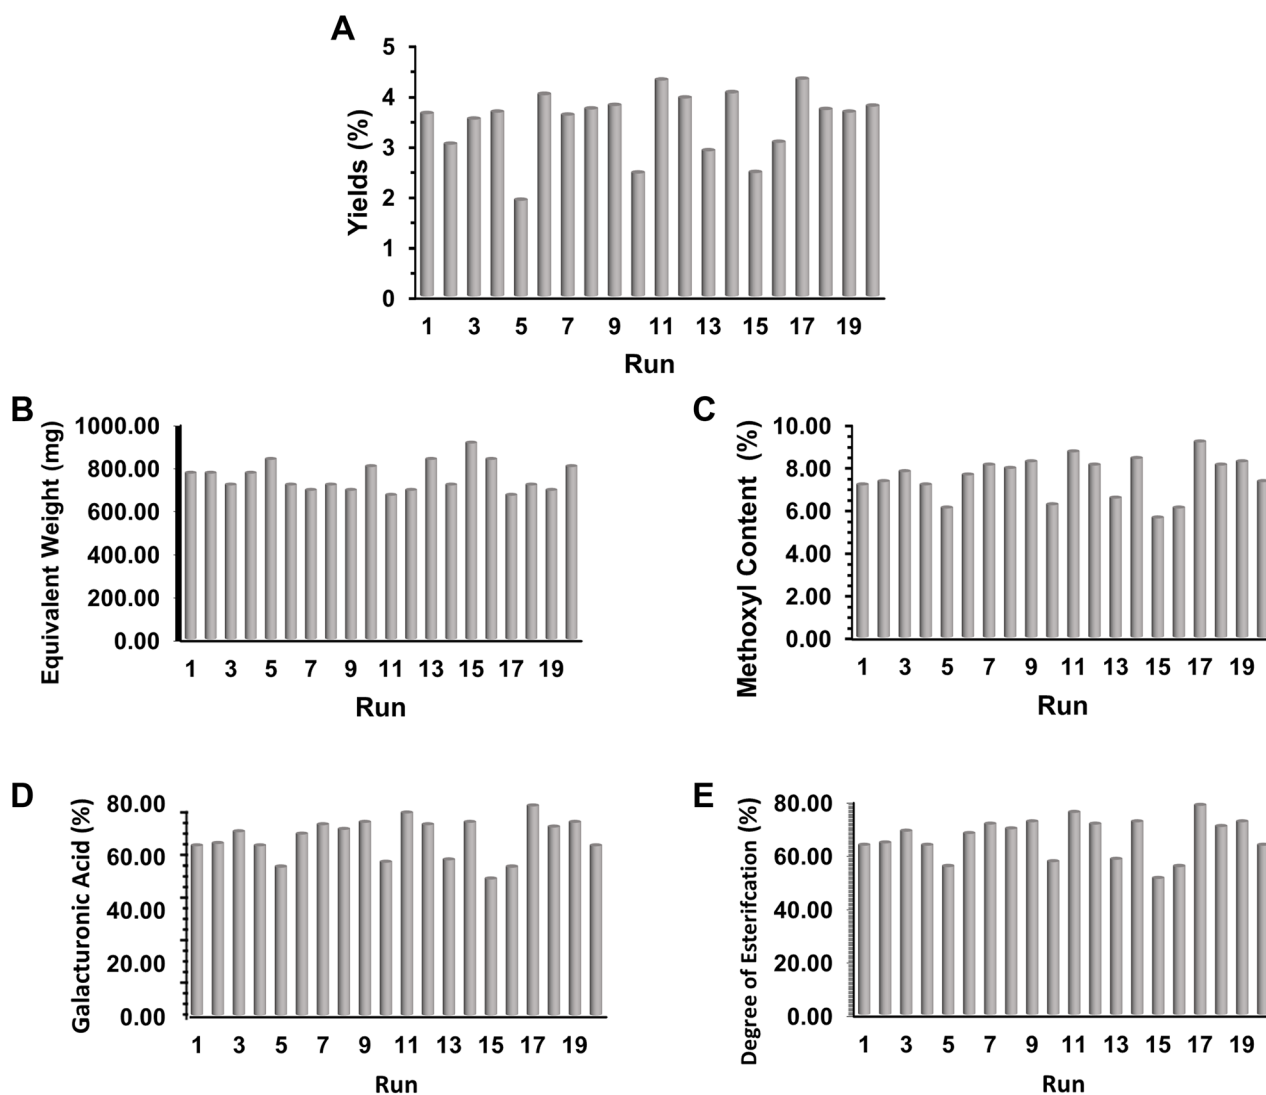 A
Yields (%)
5
4
3
2
1
0
1 3 5 7 9 11 13 15 17 19
Run
B
Equivalent Weight (mg)
1000.00
800.00
600.00
400.00
200.00
0.00
1 3 5 7 9 11 13 15 17 19
Run
C
Methoxyl Content (%)
10.00
8.00
6.00
4.00
2.00
0.00
1 3 5 7 9 11 13 15 17 19
Run
D
Galacturonic Acid (%)
80.00
60.00
40.00
20.00
0.00
1 3 5 7 9 11 13 15 17 19
Run
E
Degree of Esterifcation (%)
80.00
60.00
40.00
20.00
0.00
1 3 5 7 9 11 13 15 17 19
Run